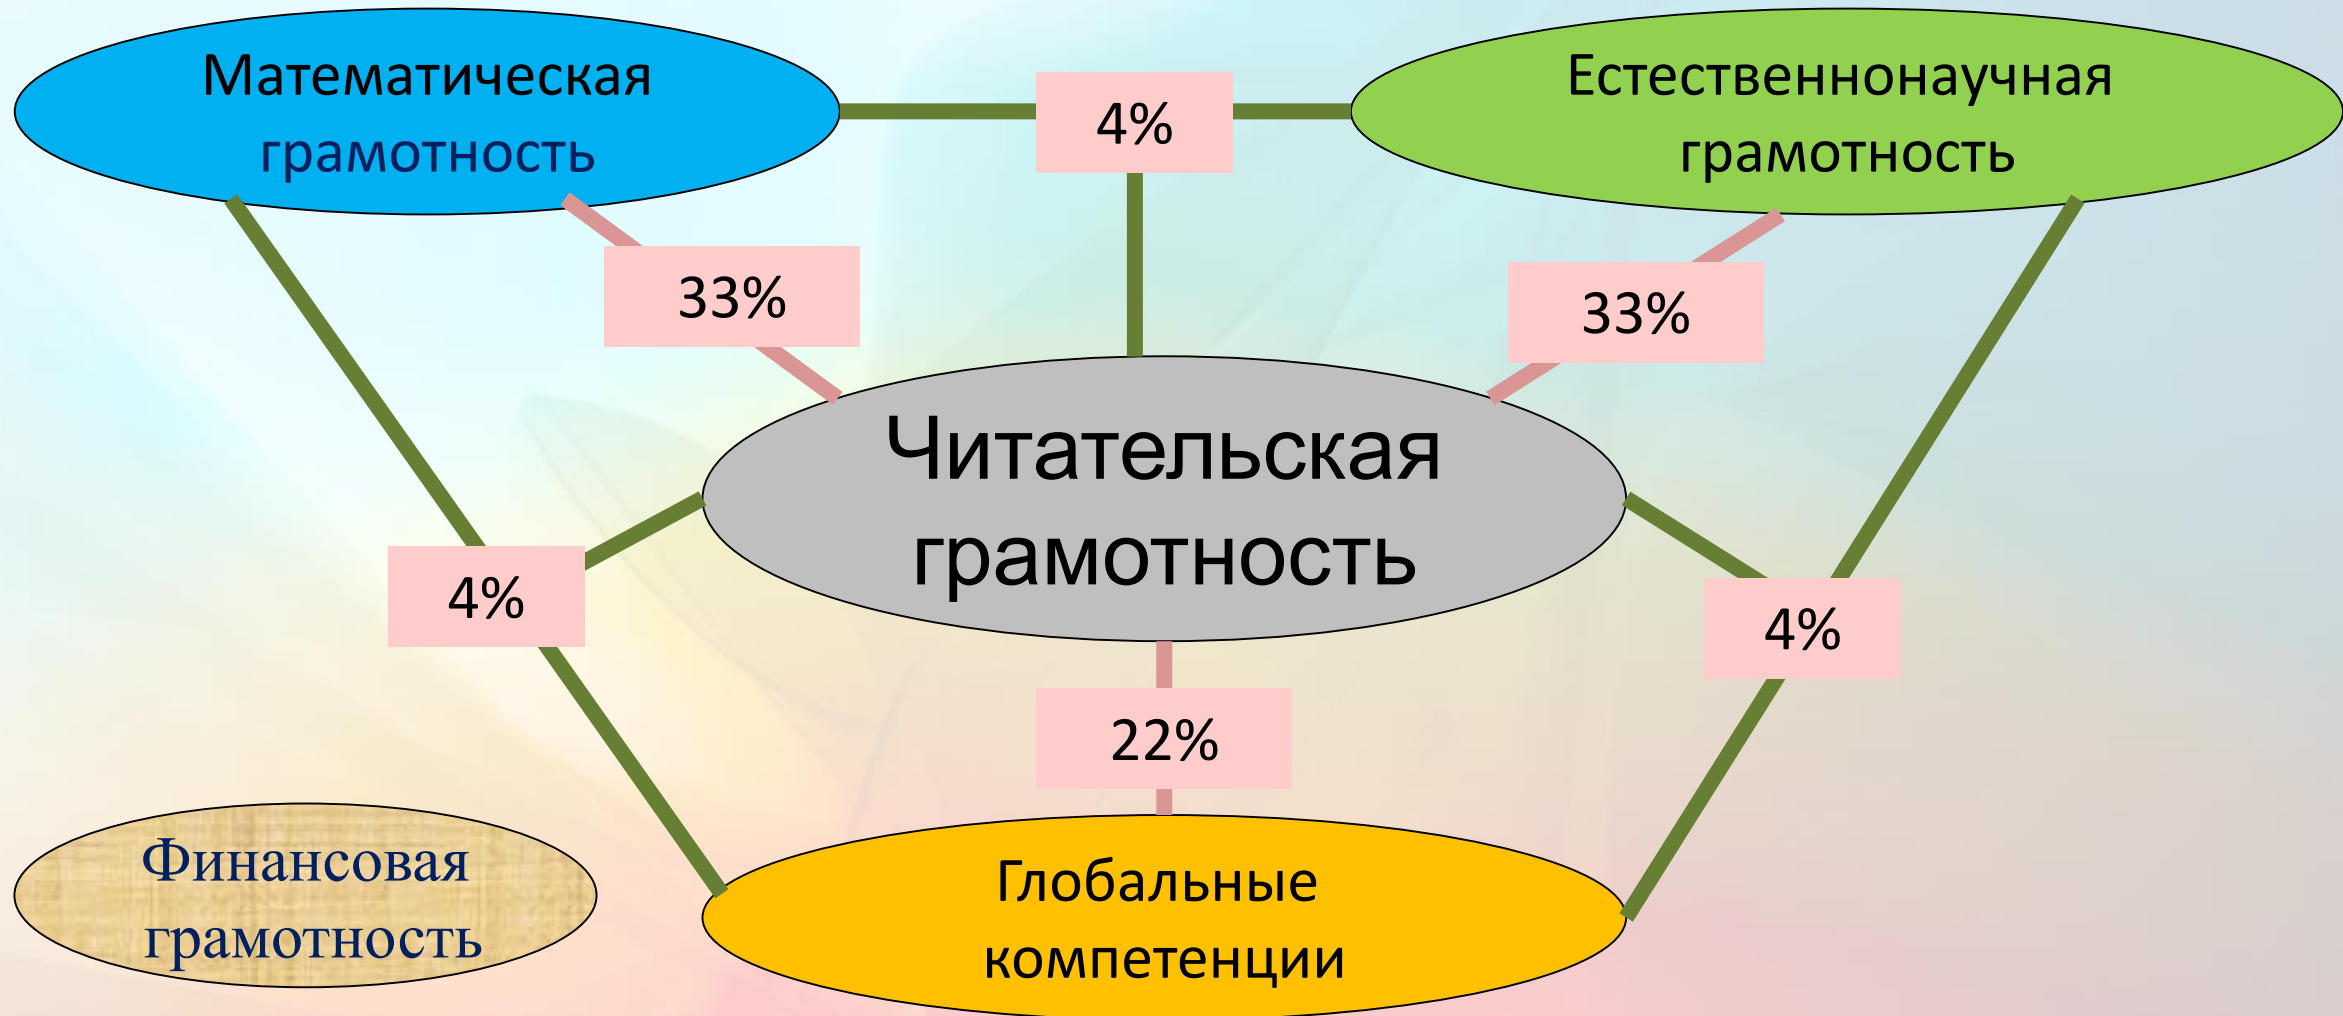 Математическая
грамотность
4%
Естественнонаучная
грамотность
33%
33%
Читательская
грамотность
4%
4%
22%
Финансовая
грамотность
Глобальные
компетенции